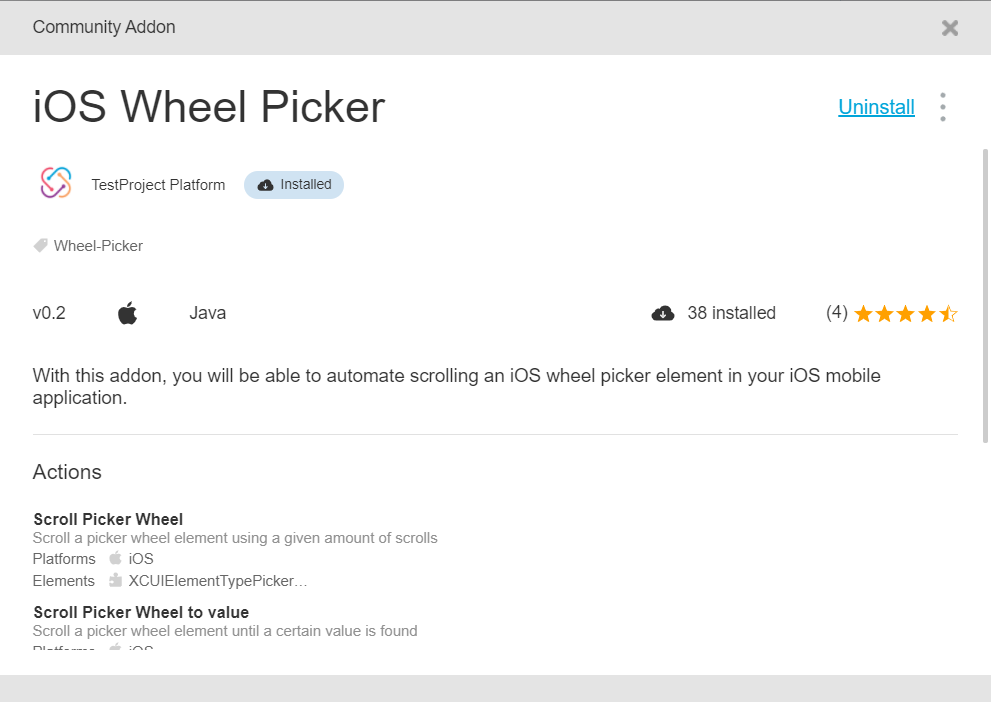 Community Addon
iOS Wheel Picker
Uninstall
TestProject Platform
Installed
Wheel-Picker
v0.2
Java
38 installed
(4)
With this addon, you will be able to automate scrolling an iOS wheel picker element in your iOS mobile
application.
Actions
Scroll Picker Wheel
Scroll a picker wheel element using a given amount of scrolls
Platforms iOS
Elements XCUIElementTypePicker…
Scroll Picker Wheel to value
Scroll a picker wheel element until a certain value is found
Platforms iOS